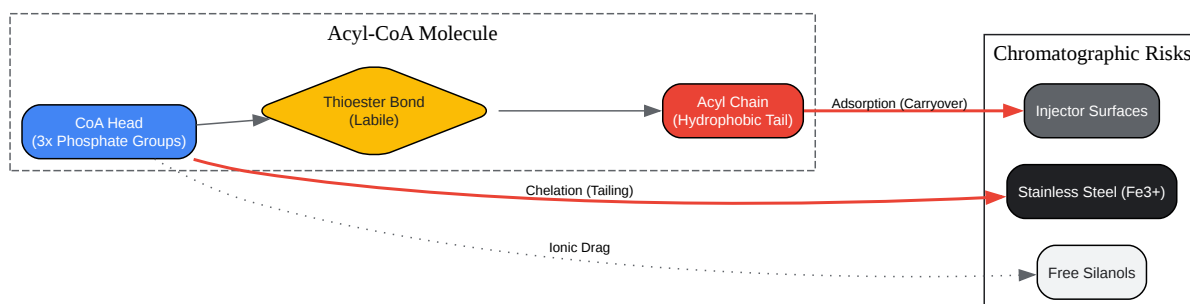 Acyl-CoA Molecule
Chromatographic Risks
Thioester Bond
(Labile)
Acyl Chain
(Hydrophobic Tail)
Adsorption (Carryover)
Injector Surfaces
CoA Head
(3x Phosphate Groups)
Chelation (Tailing)
Stainless Steel (Fe3+)
Ionic Drag
Free Silanols